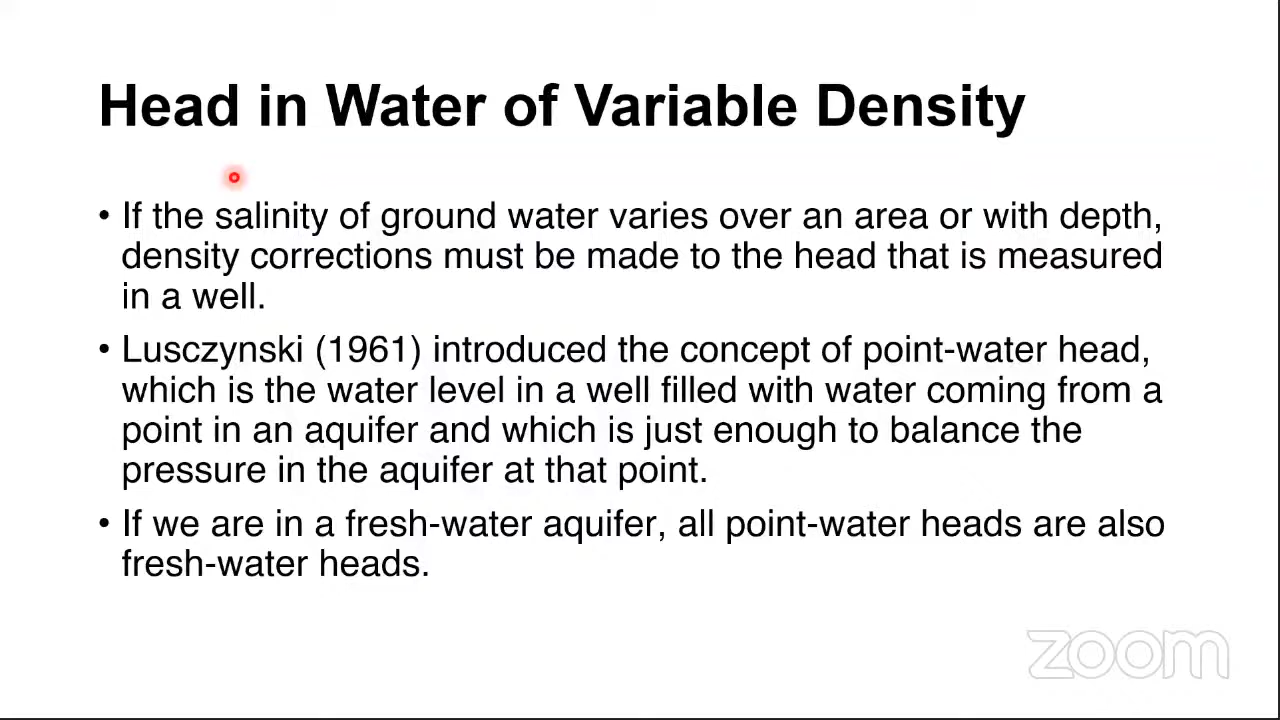 Head in Water of Variable Density
• If the salinity of ground water varies over an area or with depth,
density corrections must be made to the head that is measured
in a well.
• Lusczynski (1961) introduced the concept of point-water head,
which is the water level in a well filled with water coming from a
point in an aquifer and which is just enough to balance the
pressure in the aquifer at that point.
• If we are in a fresh-water aquifer, all point-water heads are also
fresh-water heads.
zoom